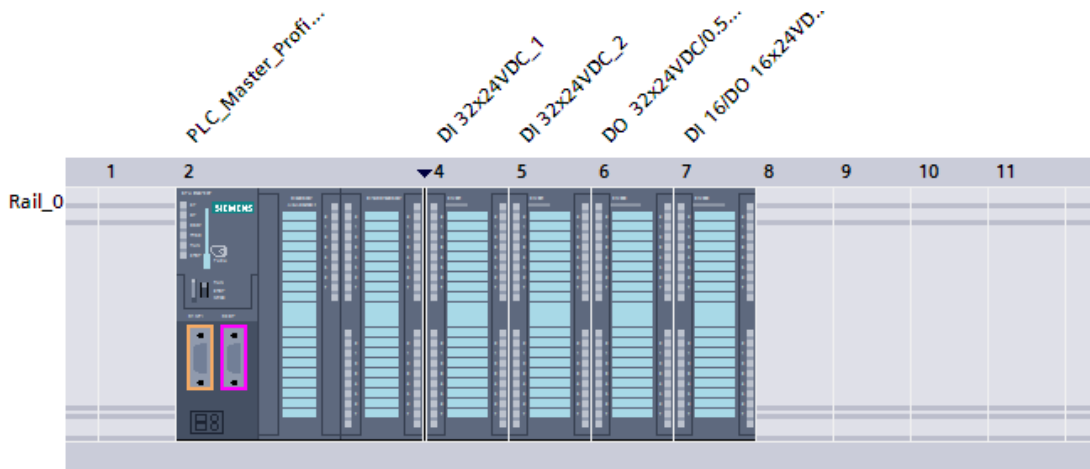 PLC_Master_Profi...
DI 32x24VDC_1
DI 32x24VDC_2
DO 32x24VDC/0.5...
DI 16/DO 16x24VD...
1 2 4 5 6 7 8 9 10 11
Rail_0
SIEMENS